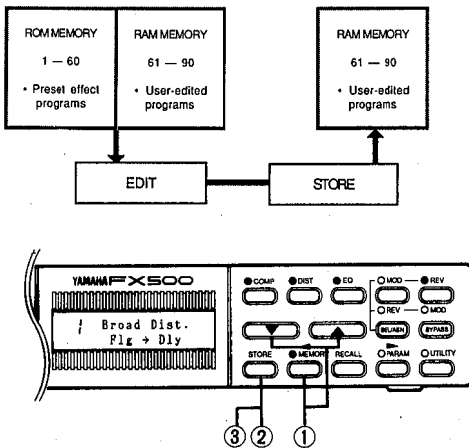 ROM MEMORY
1 — 60
• Preset effect
programs
RAM MEMORY
61 — 90
• User-edited
programs
RAM MEMORY
61 — 90
• User-edited
programs
EDIT
STORE
YAMAHA FX500
1 Broad Dist.
Flg → Dly
COMP DIST EQ MOD REV
REV MOD
BYPASS
STORE MEMORY RECALL PARAM UTILITY
③ ② ①